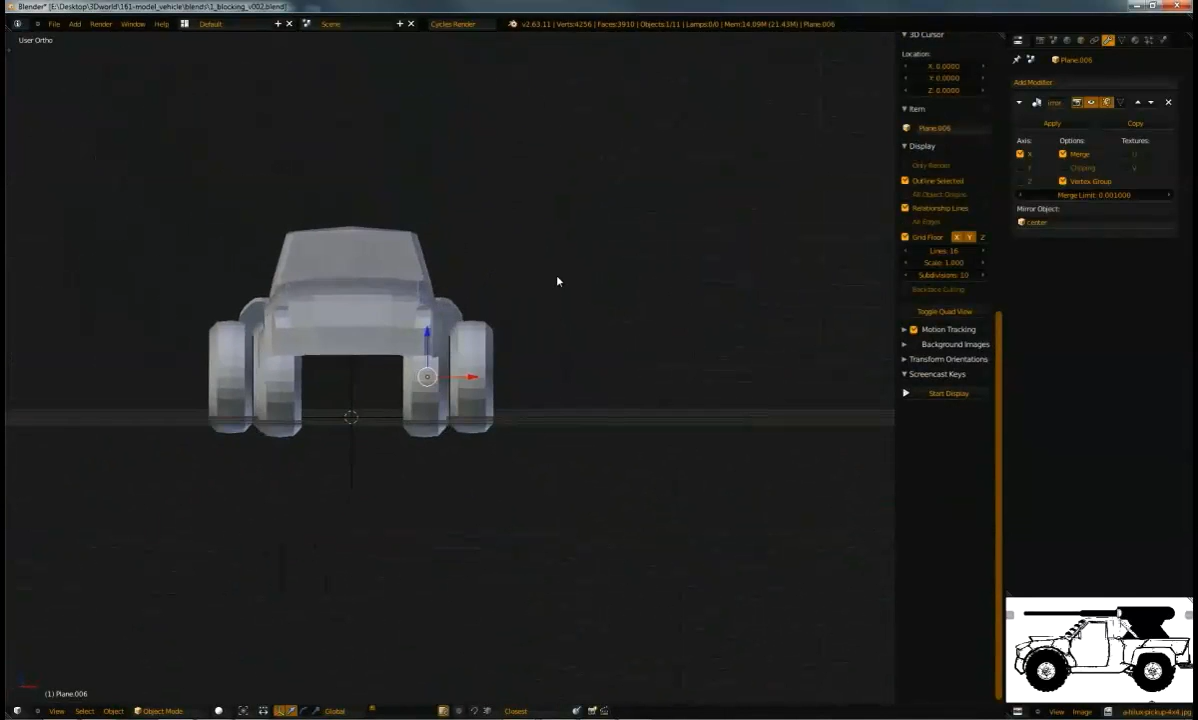 Blender* [E:\Desktop\3Dworld\161-model_vehicle\blends\1_blocking_v002.blend]
File Add Render Window Help Default Scene Cycles Render v2.63.11 | Verts:4256 | Faces:3910 | Objects:1/11 | Lamps:0/0 | Mem:14.09M (21.43M) | Plane.006
User Ortho
3D Cursor
Location:
X: 0.0000
Y: 0.0000
Z: 0.0000
Item
Plane.006
Display
Only Render
Outline Selected
All Object Origins
Relationship Lines
All Edges
Grid Floor X Y Z
Lines: 16
Scale: 1.000
Subdivisions: 10
Backface Culling
Toggle Quad View
Motion Tracking
Background Images
Transform Orientations
Screencast Keys
Start Display
Plane.006
Add Modifier
Apply Copy
Axis: Options: Textures:
X Merge U
Y Clipping V
Z Vertex Group
Merge Limit: 0.001000
Mirror Object:
center
(1) Plane.006
View Select Object Object Mode Global Closest
View Image